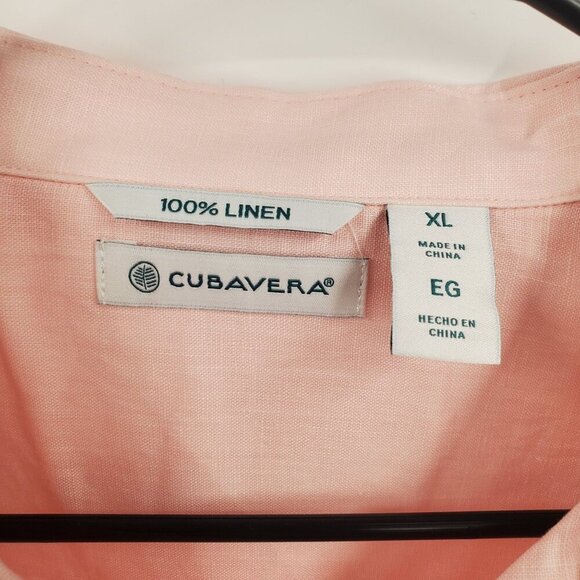 100% LINEN
CUBAVERA®
XL
MADE IN
CHINA
EG
HECHO EN
CHINA